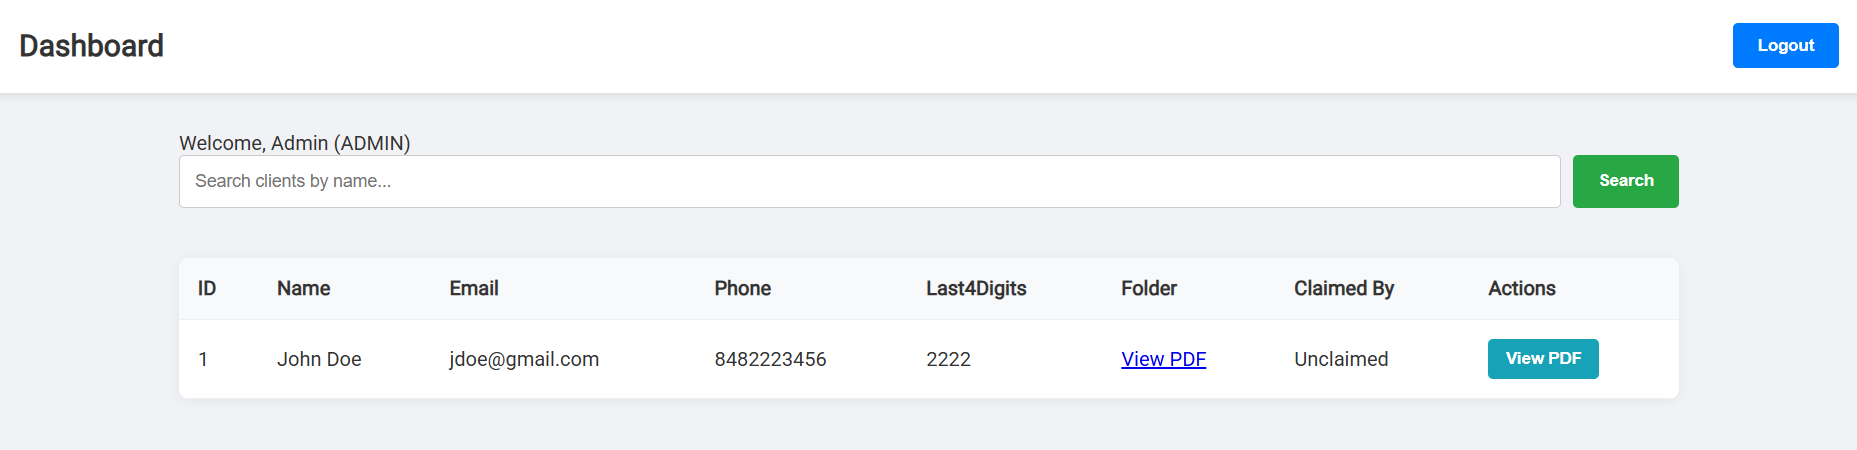 Dashboard Logout
Welcome, Admin (ADMIN)
Search clients by name... Search
ID Name Email Phone Last4Digits Folder Claimed By Actions
1 John Doe jdoe@gmail.com 8482223456 2222 View PDF Unclaimed View PDF